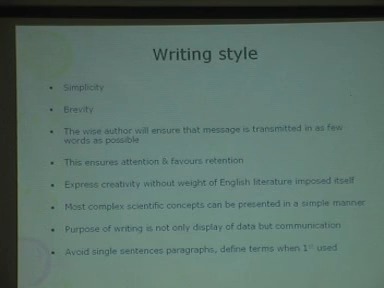 Writing style
• Simplicity
• Brevity
• The wise author will ensure that message is transmitted in as few
words as possible
• This ensures attention & favours retention
• Express creativity without weight of English literature imposed itself
• Most complex scientific concepts can be presented in a simple manner
• Purpose of writing is not only display of data but communication
• Avoid single sentences paragraphs, define terms when 1st used